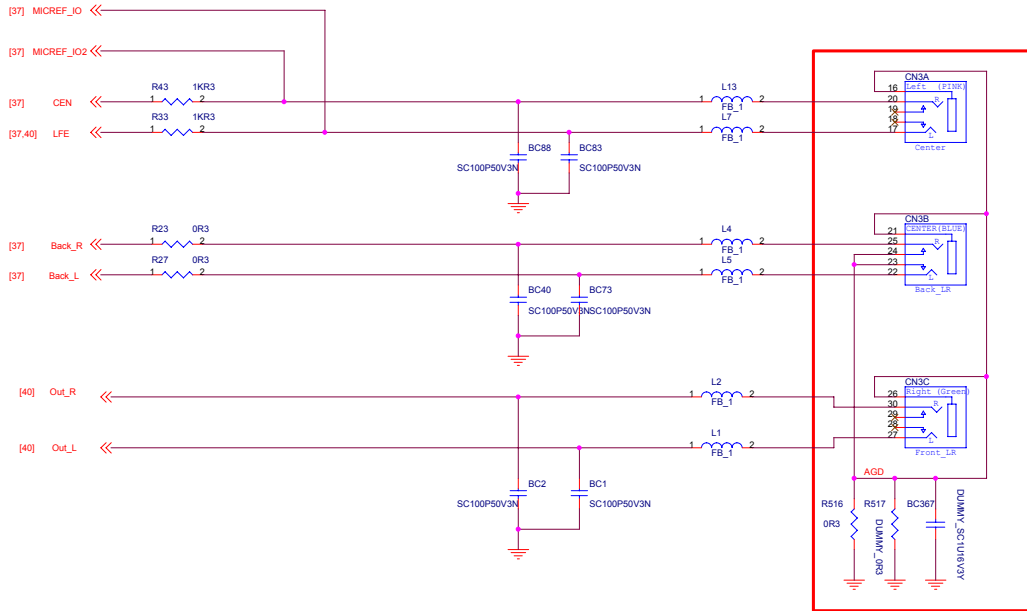 [37] MICREF_IO
[37] MICREF_IO2
R43 1KR3
[37] CEN 1 2
R33 1KR3
[37,40] LFE 1 2
L13
1 2
FB_1
L7
1 2
FB_1
BC88 BC83
SC100P50V3N SC100P50V3N
CN3A
16 Left (PINK)
20 R
19
18
17 L
Center
R23 0R3
[37] Back_R 1 2
R27 0R3
[37] Back_L 1 2
L4
1 2
FB_1
L5
1 2
FB_1
BC40 BC73
SC100P50V3N SC100P50V3N
CN3B
21 CENTER(BLUE)
25 R
24
23
22 L
Back_LR
[40] Out_R
[40] Out_L
L2
1 2
FB_1
L1
1 2
FB_1
BC2 BC1
SC100P50V3N SC100P50V3N
CN3C
26 Right (Green)
30 R
29
28
27 L
Front_LR
AGD
R516 R517 BC367
0R3 DUMMY_0R3 DUMMY_SC1U16V3Y